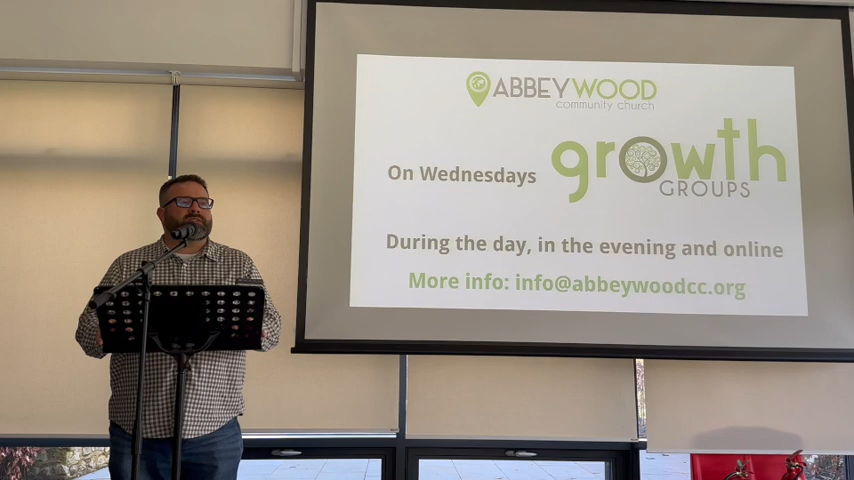 ABBEYWOOD
community church
On Wednesdays
growth
GROUPS
During the day, in the evening and online
More info: info@abbeywoodcc.org